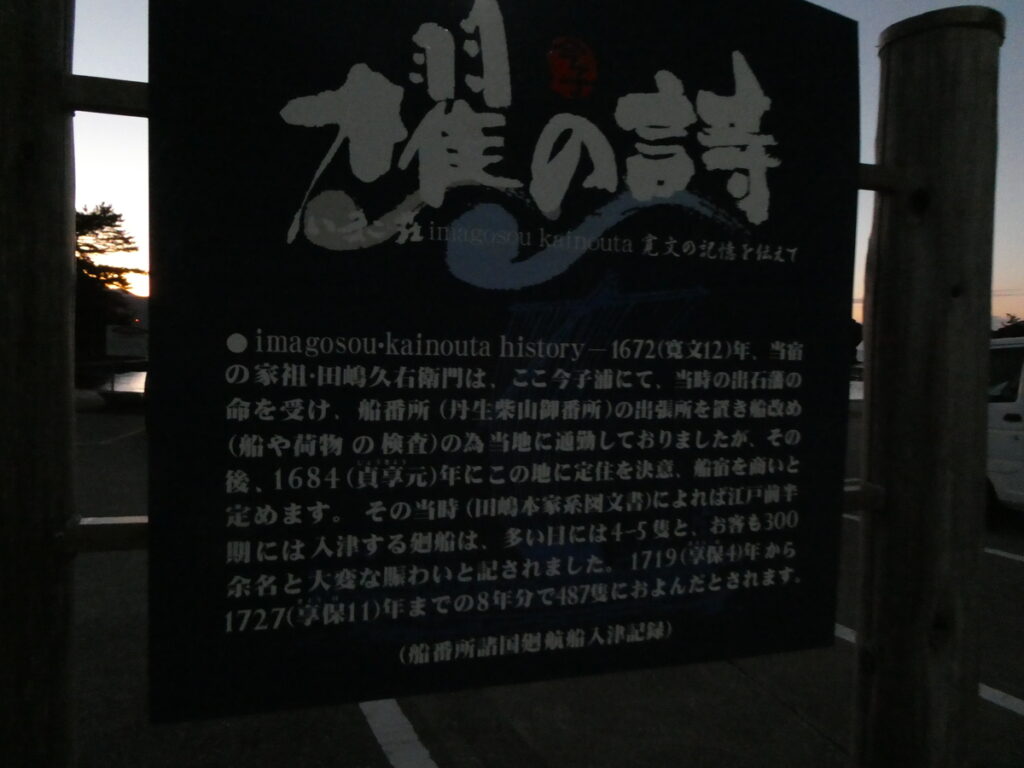 櫂の詩
imagosou kainouta 寛文の記憶を伝えて
●imagosou・kainouta history－1672(寛文12)年、当宿
の家祖・田嶋久右衛門は、ここ今子浦にて、当時の出石藩の
命を受け、船番所(丹生柴山御番所)の出張所を置き船改め
(船や荷物の検査)の為当地に通勤しておりましたが、その
後、1684(貞享元)年にこの地に定住を決意、船宿を商いと
定めます。その当時(田嶋本家系図文書)によれば江戸前半
期には入津する廻船は、多い日には4-5隻と、お客も300
余名と大変な賑わいと記されました。1719(享保4)年から
1727(享保11)年までの8年分で487隻におよんだとされます。
(船番所諸国廻航船入津記録)